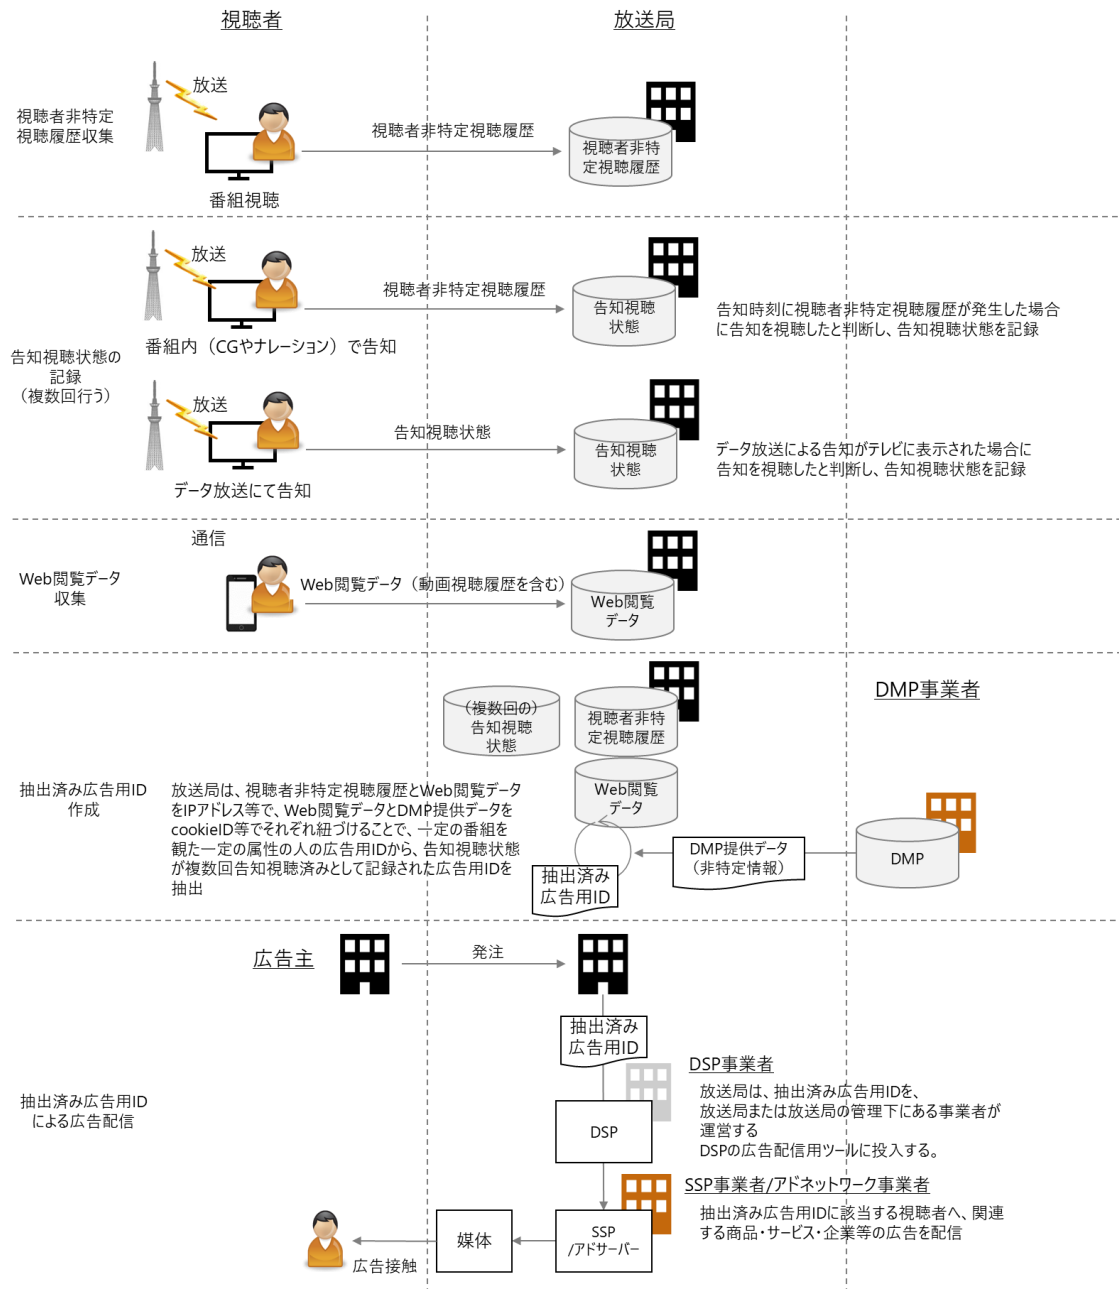 視聴者
放送局
視聴者非特定
視聴履歴収集
放送
番組視聴
視聴者非特定視聴履歴
視聴者非特
定視聴履歴
告知視聴状態の
記録
（複数回行う）
放送
番組内（CGやナレーション）で告知
視聴者非特定視聴履歴
告知視聴
状態
告知時刻に視聴者非特定視聴履歴が発生した場合
に告知を視聴したと判断し、告知視聴状態を記録
放送
データ放送にて告知
告知視聴状態
告知視聴
状態
データ放送による告知がテレビに表示された場合に
告知を視聴したと判断し、告知視聴状態を記録
Web閲覧データ
収集
通信
Web閲覧データ（動画視聴履歴を含む）
Web閲覧
データ
DMP事業者
抽出済み広告用ID
作成
（複数回の）
告知視聴
状態
視聴者非特
定視聴履歴
Web閲覧
データ
放送局は、視聴者非特定視聴履歴とWeb閲覧データ
をIPアドレス等で、Web閲覧データとDMP提供データを
cookieID等でそれぞれ紐づけることで、一定の番組を
観た一定の属性の人の広告用IDから、告知視聴状態
が複数回告知視聴済みとして記録された広告用IDを
抽出
抽出済み
広告用ID
DMP提供データ
（非特定情報）
DMP
抽出済み広告用ID
による広告配信
広告主
発注
抽出済み
広告用ID
DSP事業者
放送局は、抽出済み広告用IDを、
放送局または放送局の管理下にある事業者が
運営する
DSPの広告配信用ツールに投入する。
DSP
SSP事業者/アドネットワーク事業者
抽出済み広告用IDに該当する視聴者へ、関連
する商品・サービス・企業等の広告を配信
SSP
/アドサーバー
媒体
広告接触